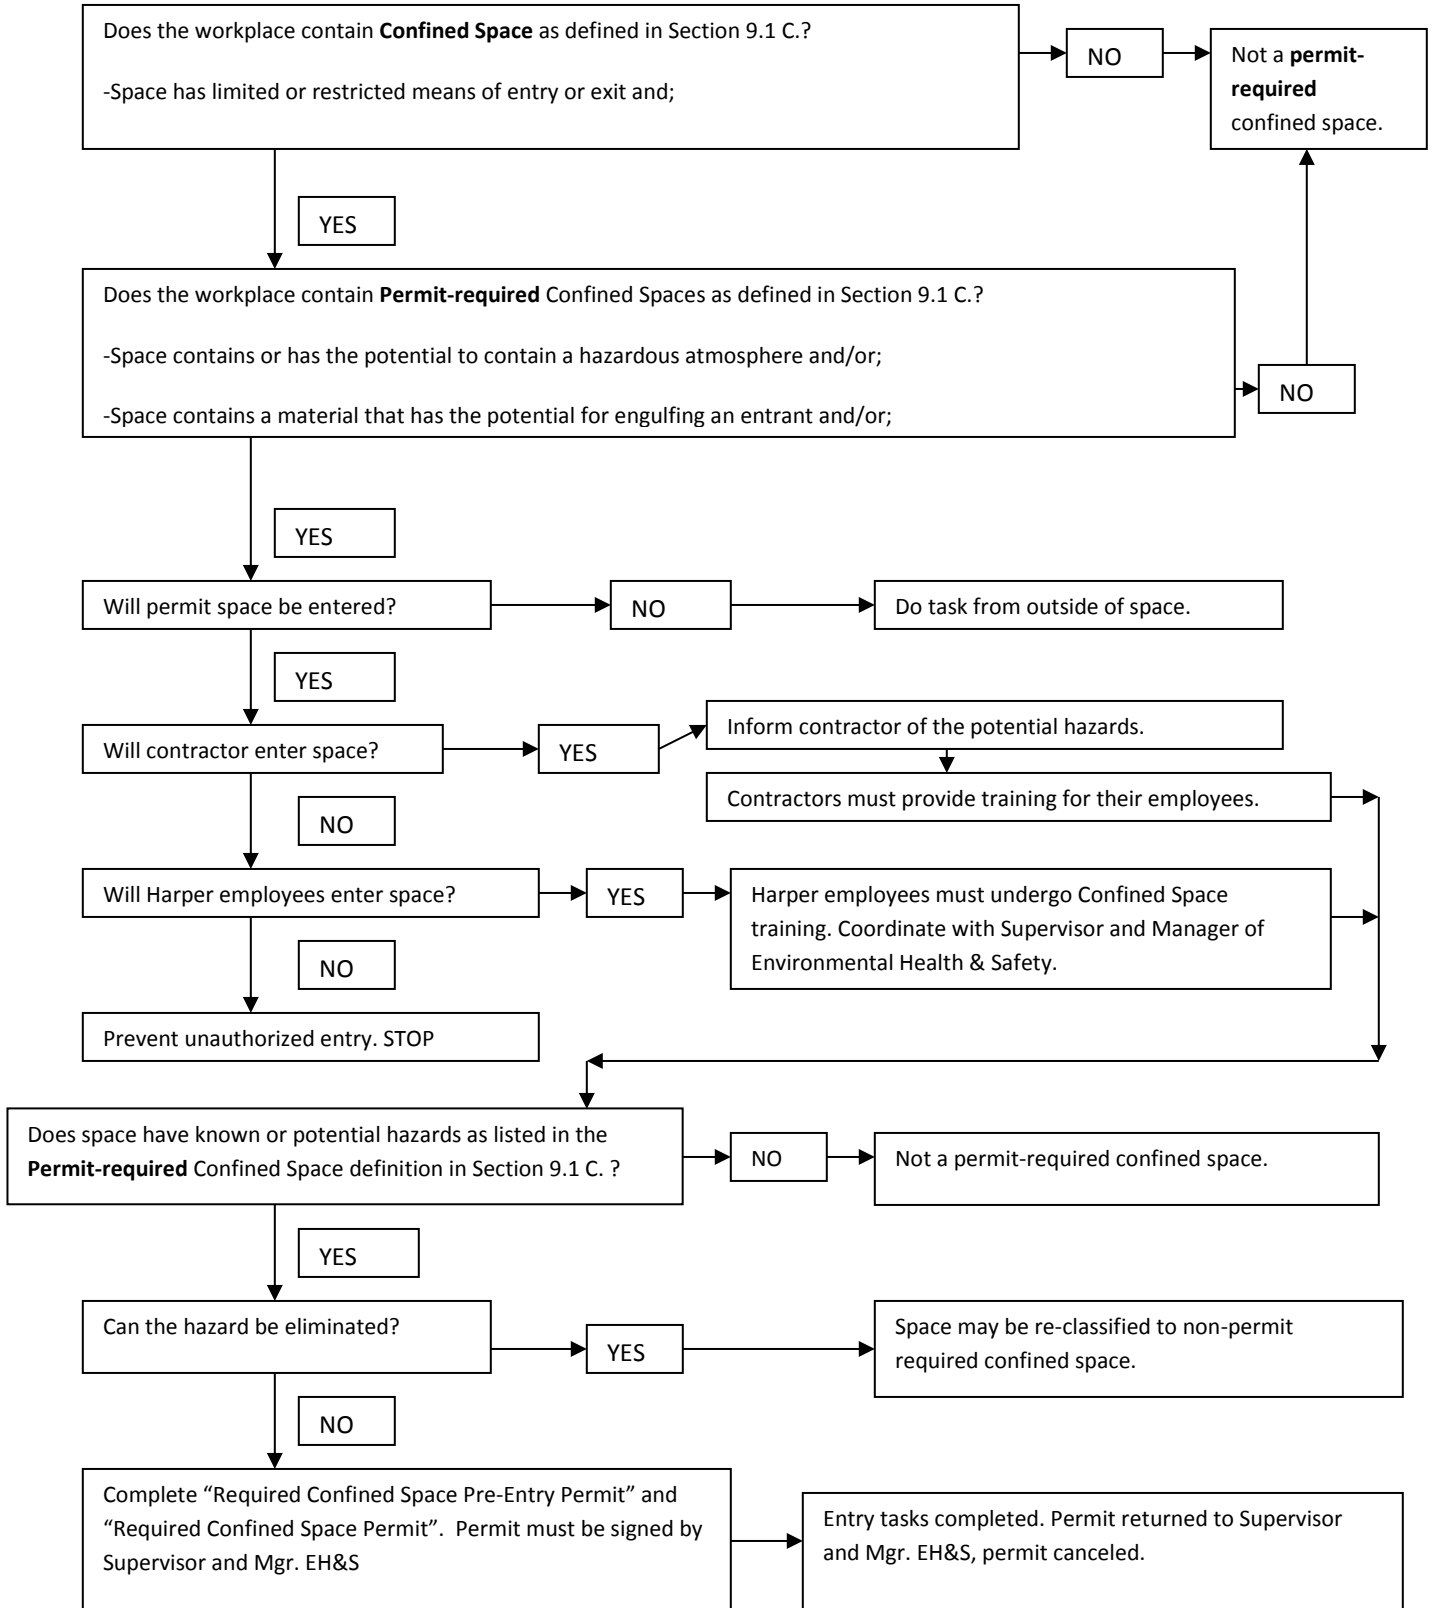 Does the workplace contain Confined Space as defined in Section 9.1 C.?
-Space has limited or restricted means of entry or exit and;
NO
Not a permit-
required
confined space.
YES
Does the workplace contain Permit-required Confined Spaces as defined in Section 9.1 C.?
-Space contains or has the potential to contain a hazardous atmosphere and/or;
-Space contains a material that has the potential for engulfing an entrant and/or;
NO
YES
Will permit space be entered?
NO
Do task from outside of space.
YES
Will contractor enter space?
YES
Inform contractor of the potential hazards.
Contractors must provide training for their employees.
NO
Will Harper employees enter space?
YES
Harper employees must undergo Confined Space
training. Coordinate with Supervisor and Manager of
Environmental Health & Safety.
NO
Prevent unauthorized entry. STOP
Does space have known or potential hazards as listed in the
Permit-required Confined Space definition in Section 9.1 C. ?
NO
Not a permit-required confined space.
YES
Can the hazard be eliminated?
YES
Space may be re-classified to non-permit
required confined space.
NO
Complete “Required Confined Space Pre-Entry Permit” and
“Required Confined Space Permit”.  Permit must be signed by
Supervisor and Mgr. EH&S
Entry tasks completed. Permit returned to Supervisor
and Mgr. EH&S, permit canceled.